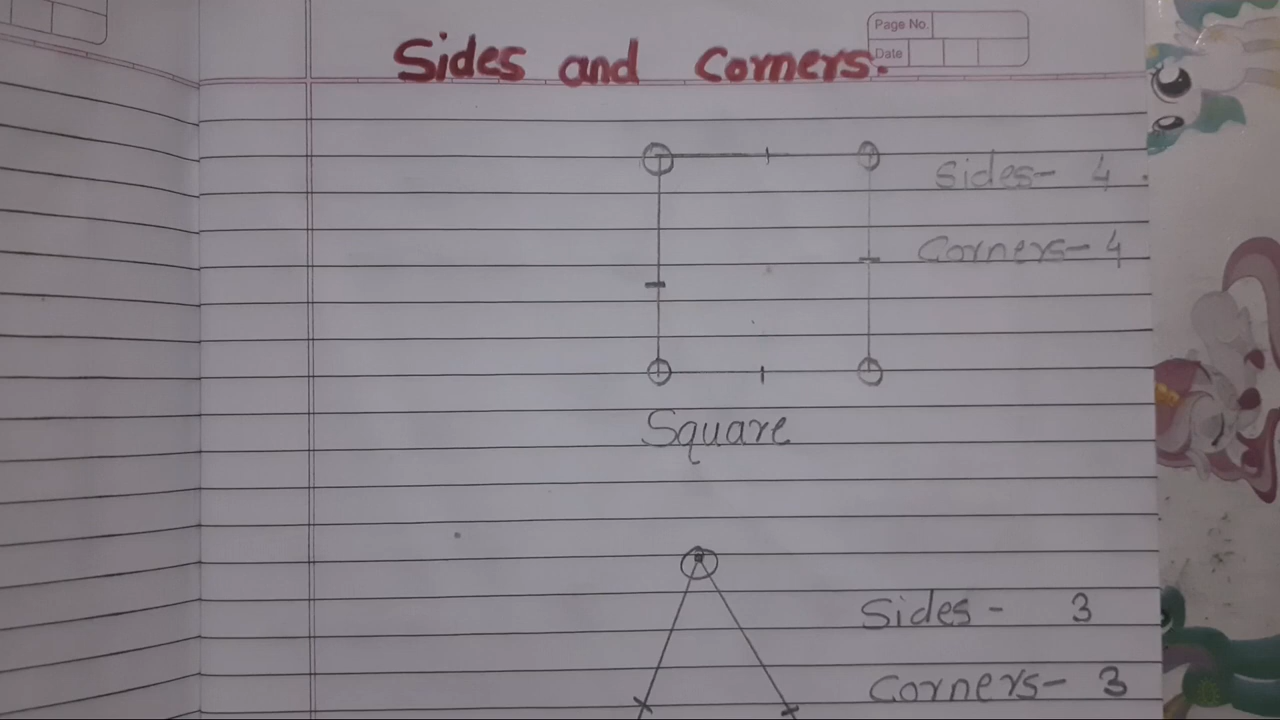 Page No.
Date
Sides and Corners.
Sides- 4
Corners- 4
Square
Sides - 3
Corners- 3